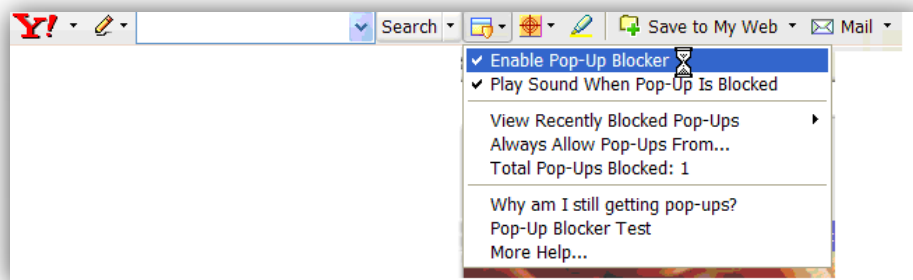 Y! Search Save to My Web Mail
Enable Pop-Up Blocker
Play Sound When Pop-Up Is Blocked
View Recently Blocked Pop-Ups
Always Allow Pop-Ups From...
Total Pop-Ups Blocked: 1
Why am I still getting pop-ups?
Pop-Up Blocker Test
More Help...